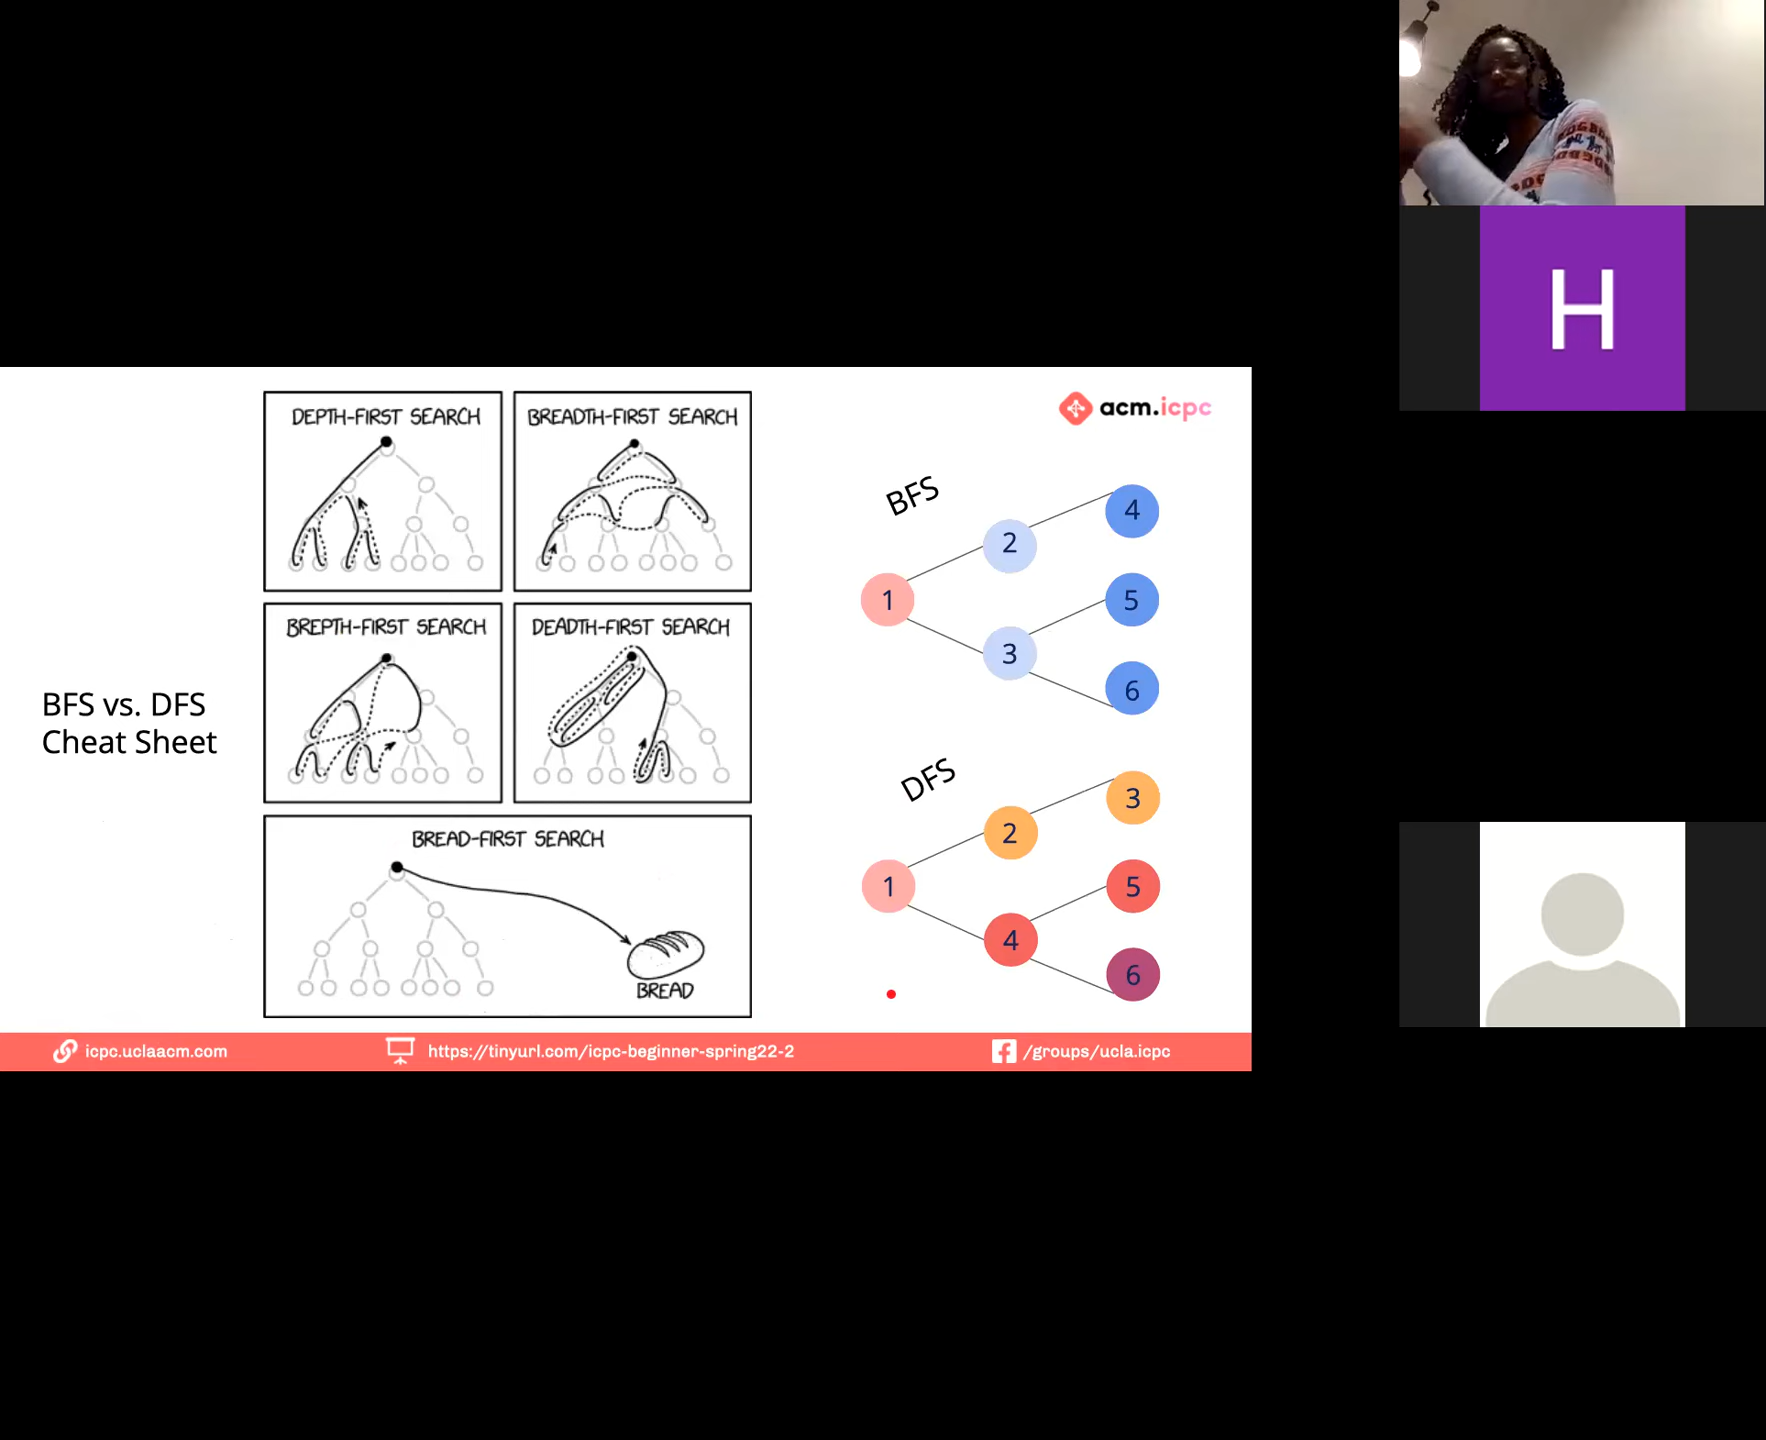 BFS vs. DFS
Cheat Sheet
DEPTH-FIRST SEARCH
BREADTH-FIRST SEARCH
BREPTH-FIRST SEARCH
DEADTH-FIRST SEARCH
BREAD-FIRST SEARCH
BREAD
acm.icpc
BFS
1
2
3
4
5
6
DFS
1
2
3
4
5
6
icpc.uclaacm.com
https://tinyurl.com/icpc-beginner-spring22-2
/groups/ucla.icpc
H